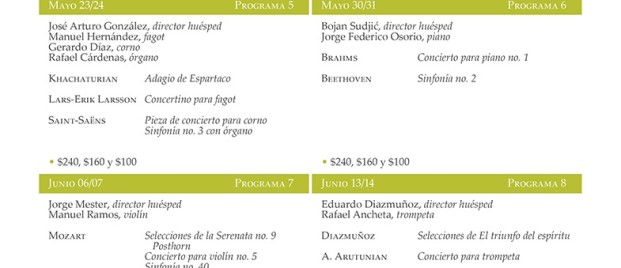 MAYO 23/24 PROGRAMA 5
José Arturo González, director huésped
Manuel Hernández, fagot
Gerardo Díaz, corno
Rafael Cárdenas, órgano
KHACHATURIAN Adagio de Espartaco
LARS-ERIK LARSSON Concertino para fagot
SAINT-SAËNS Pieza de concierto para corno
Sinfonía no. 3 con órgano
• $240, $160 y $100
MAYO 30/31 PROGRAMA 6
Bojan Sudjić, director huésped
Jorge Federico Osorio, piano
BRAHMS Concierto para piano no. 1
BEETHOVEN Sinfonía no. 2
• $240, $160 y $100
JUNIO 06/07 PROGRAMA 7
Jorge Mester, director huésped
Manuel Ramos, violín
MOZART Selecciones de la Serenata no. 9
Posthorn
Concierto para violín no. 5
Sinfonía no. 40
JUNIO 13/14 PROGRAMA 8
Eduardo Diazmuñoz, director huésped
Rafael Ancheta, trompeta
DIAZMUÑOZ Selecciones de El triunfo del espíritu
A. ARUTUNIAN Concierto para trompeta